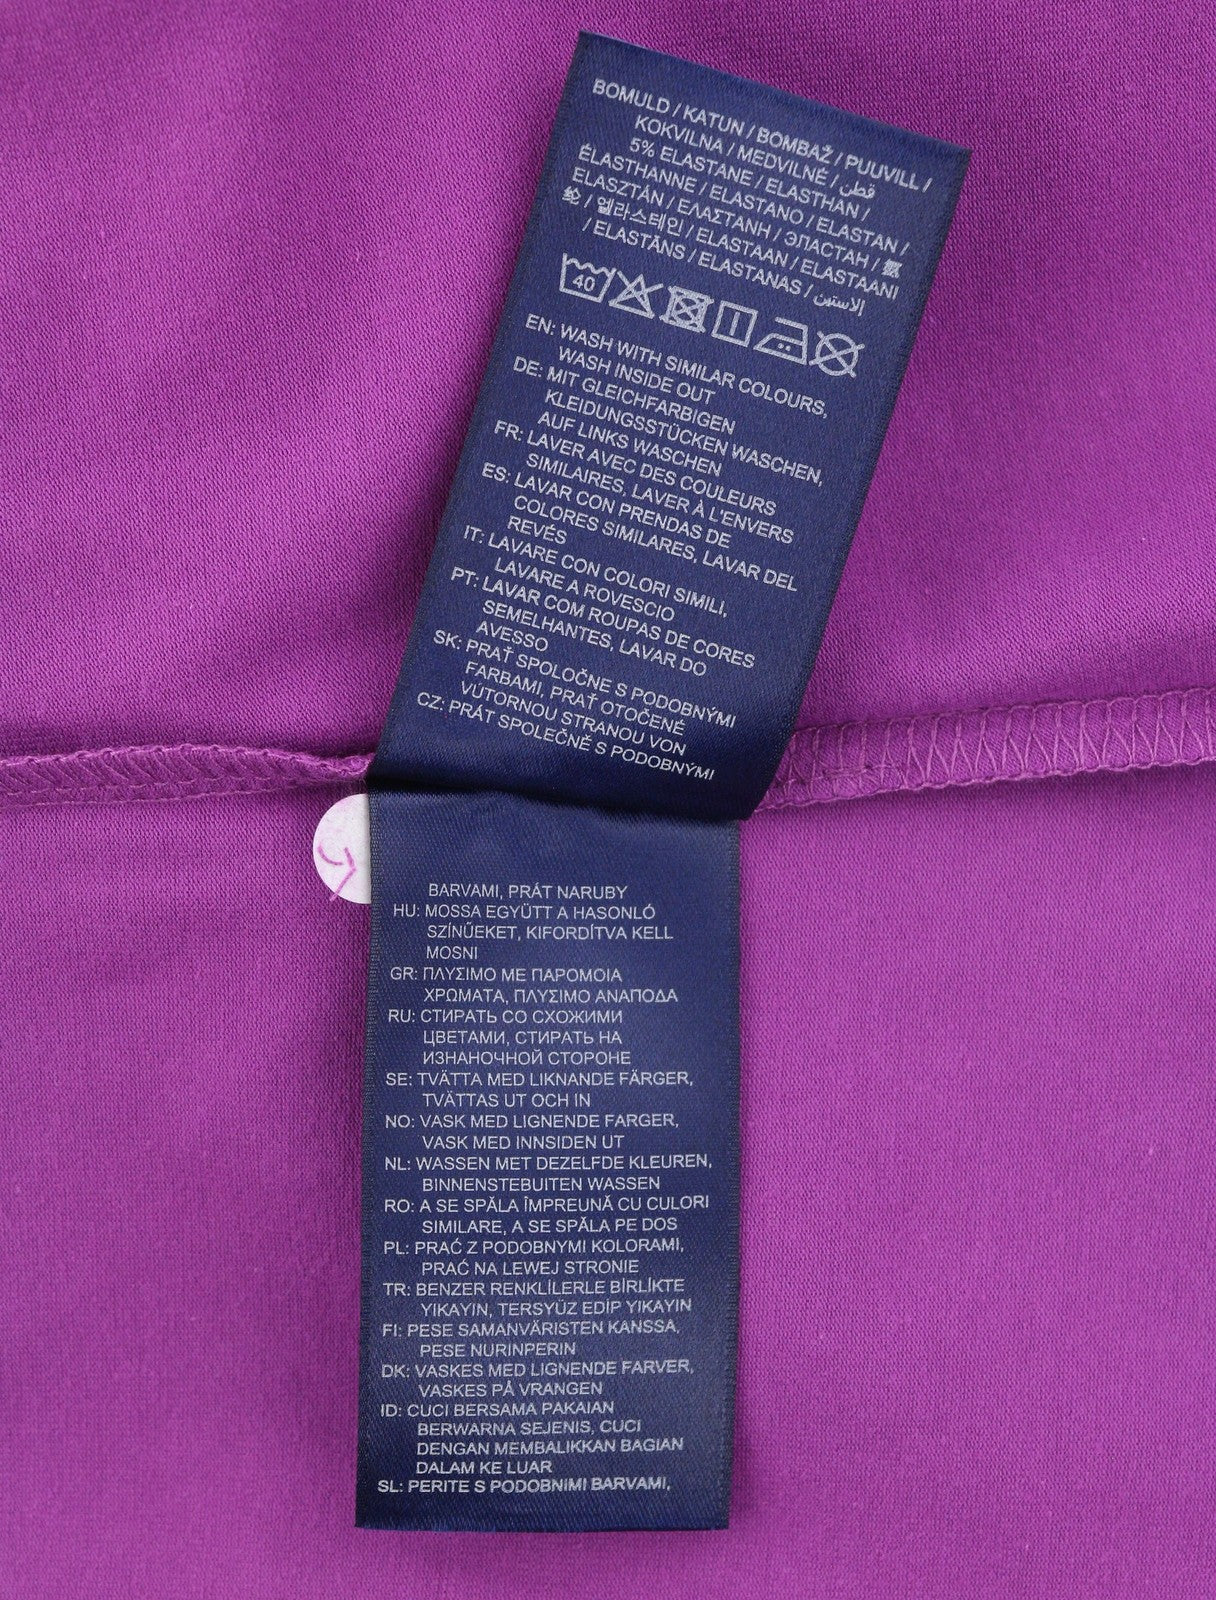 BOMULD / KATUN / BOMBAŽ / PUUVILL /
KOKVILNA / MEDVILNĖ / قطن
5% ELASTANE / ELASTHAN /
ÉLASTHANNE / ELASTANO / ELASTAN /
ELASZTÁN / ΕΛΑΣΤΑΝΗ / ЭЛАСТАН / 氨
纶 / 엘라스테인 / ELASTAAN / ELASTAANI
/ ELASTĀNS / ELASTANAS / إلاستين
40
EN: WASH WITH SIMILAR COLOURS,
WASH INSIDE OUT
DE: MIT GLEICHFARBIGEN
KLEIDUNGSSTÜCKEN WASCHEN,
AUF LINKS WASCHEN
FR: LAVER AVEC DES COULEURS
SIMILAIRES, LAVER À L'ENVERS
ES: LAVAR CON PRENDAS DE
COLORES SIMILARES, LAVAR DEL
REVÉS
IT: LAVARE CON COLORI SIMILI,
LAVARE A ROVESCIO
PT: LAVAR COM ROUPAS DE CORES
SEMELHANTES, LAVAR DO
AVESSO
SK: PRAŤ SPOLOČNE S PODOBNÝMI
FARBAMI, PRAŤ OTOČENÉ
VÚTORNOU STRANOU VON
CZ: PRÁT SPOLEČNĚ S PODOBNÝMI
BARVAMI, PRÁT NARUBY
HU: MOSSA EGYÜTT A HASONLÓ
SZÍNŰEKET, KIFORDÍTVA KELL
MOSNI
GR: ΠΛΥΣΙΜΟ ΜΕ ΠΑΡΟΜΟΙΑ
ΧΡΩΜΑΤΑ, ΠΛΥΣΙΜΟ ΑΝΑΠΟΔΑ
RU: СТИРАТЬ СО СХОЖИМИ
ЦВЕТАМИ, СТИРАТЬ НА
ИЗНАНОЧНОЙ СТОРОНЕ
SE: TVÄTTA MED LIKNANDE FÄRGER,
TVÄTTAS UT OCH IN
NO: VASK MED LIGNENDE FARGER,
VASK MED INNSIDEN UT
NL: WASSEN MET DEZELFDE KLEUREN,
BINNENSTEBUITEN WASSEN
RO: A SE SPĂLA ÎMPREUNĂ CU CULORI
SIMILARE, A SE SPĂLA PE DOS
PL: PRAĆ Z PODOBNYMI KOLORAMI,
PRAĆ NA LEWEJ STRONIE
TR: BENZER RENKLİLERLE BİRLİKTE
YIKAYIN, TERSYÜZ EDIP YIKAYIN
FI: PESE SAMANVÄRISTEN KANSSA,
PESE NURINPERIN
DK: VASKES MED LIGNENDE FARVER,
VASKES PÅ VRANGEN
ID: CUCI BERSAMA PAKAIAN
BERWARNA SEJENIS, CUCI
DENGAN MEMBALIKKAN BAGIAN
DALAM KE LUAR
SL: PERITE S PODOBNIMI BARVAMI,